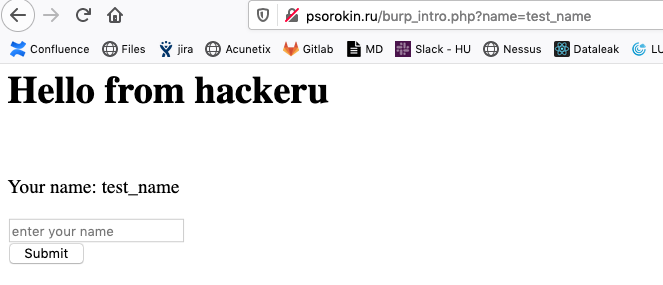 psorokin.ru/burp_intro.php?name=test_name
Confluence Files jira Acunetix Gitlab MD Slack - HU Nessus Dataleak LU
Hello from hackeru
Your name: test_name
enter your name
Submit